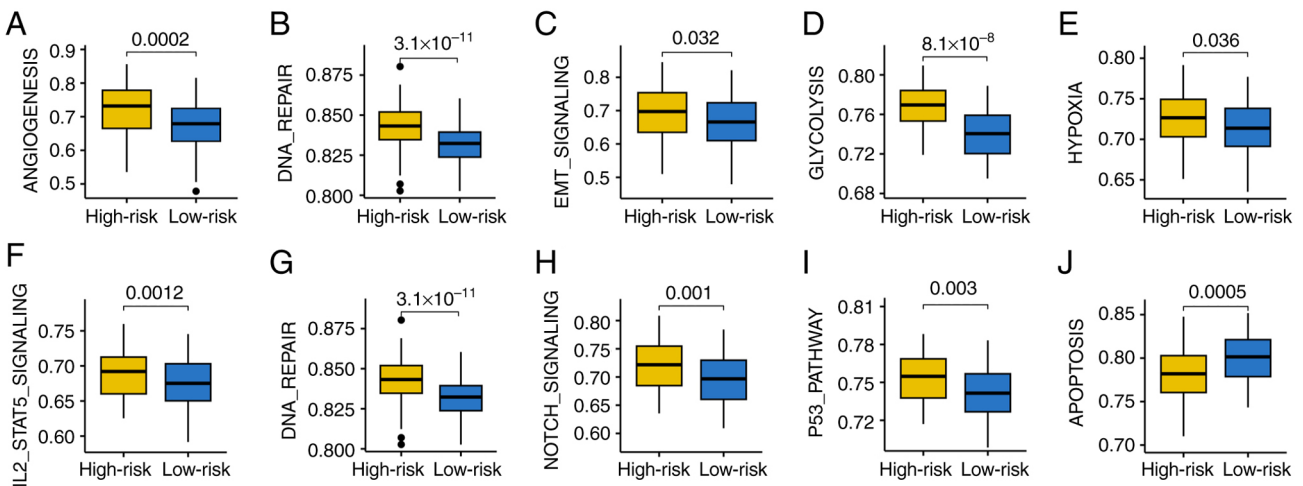 A
0.0002
ANGIOGENESIS
0.9
0.8
0.7
0.6
0.5
High-risk Low-risk
B
3.1×10⁻¹¹
DNA_REPAIR
0.875
0.850
0.825
0.800
High-risk Low-risk
C
0.032
EMT_SIGNALING
0.8
0.7
0.6
0.5
High-risk Low-risk
D
8.1×10⁻⁸
GLYCOLYSIS
0.80
0.76
0.72
0.68
High-risk Low-risk
E
0.036
HYPOXIA
0.80
0.75
0.70
0.65
High-risk Low-risk
F
0.0012
IL2_STAT5_SIGNALING
0.75
0.70
0.65
0.60
High-risk Low-risk
G
3.1×10⁻¹¹
DNA_REPAIR
0.875
0.850
0.825
0.800
High-risk Low-risk
H
0.001
NOTCH_SIGNALING
0.80
0.75
0.70
0.65
0.60
High-risk Low-risk
I
0.003
P53_PATHWAY
0.81
0.78
0.75
0.72
High-risk Low-risk
J
0.0005
APOPTOSIS
0.85
0.80
0.75
0.70
High-risk Low-risk